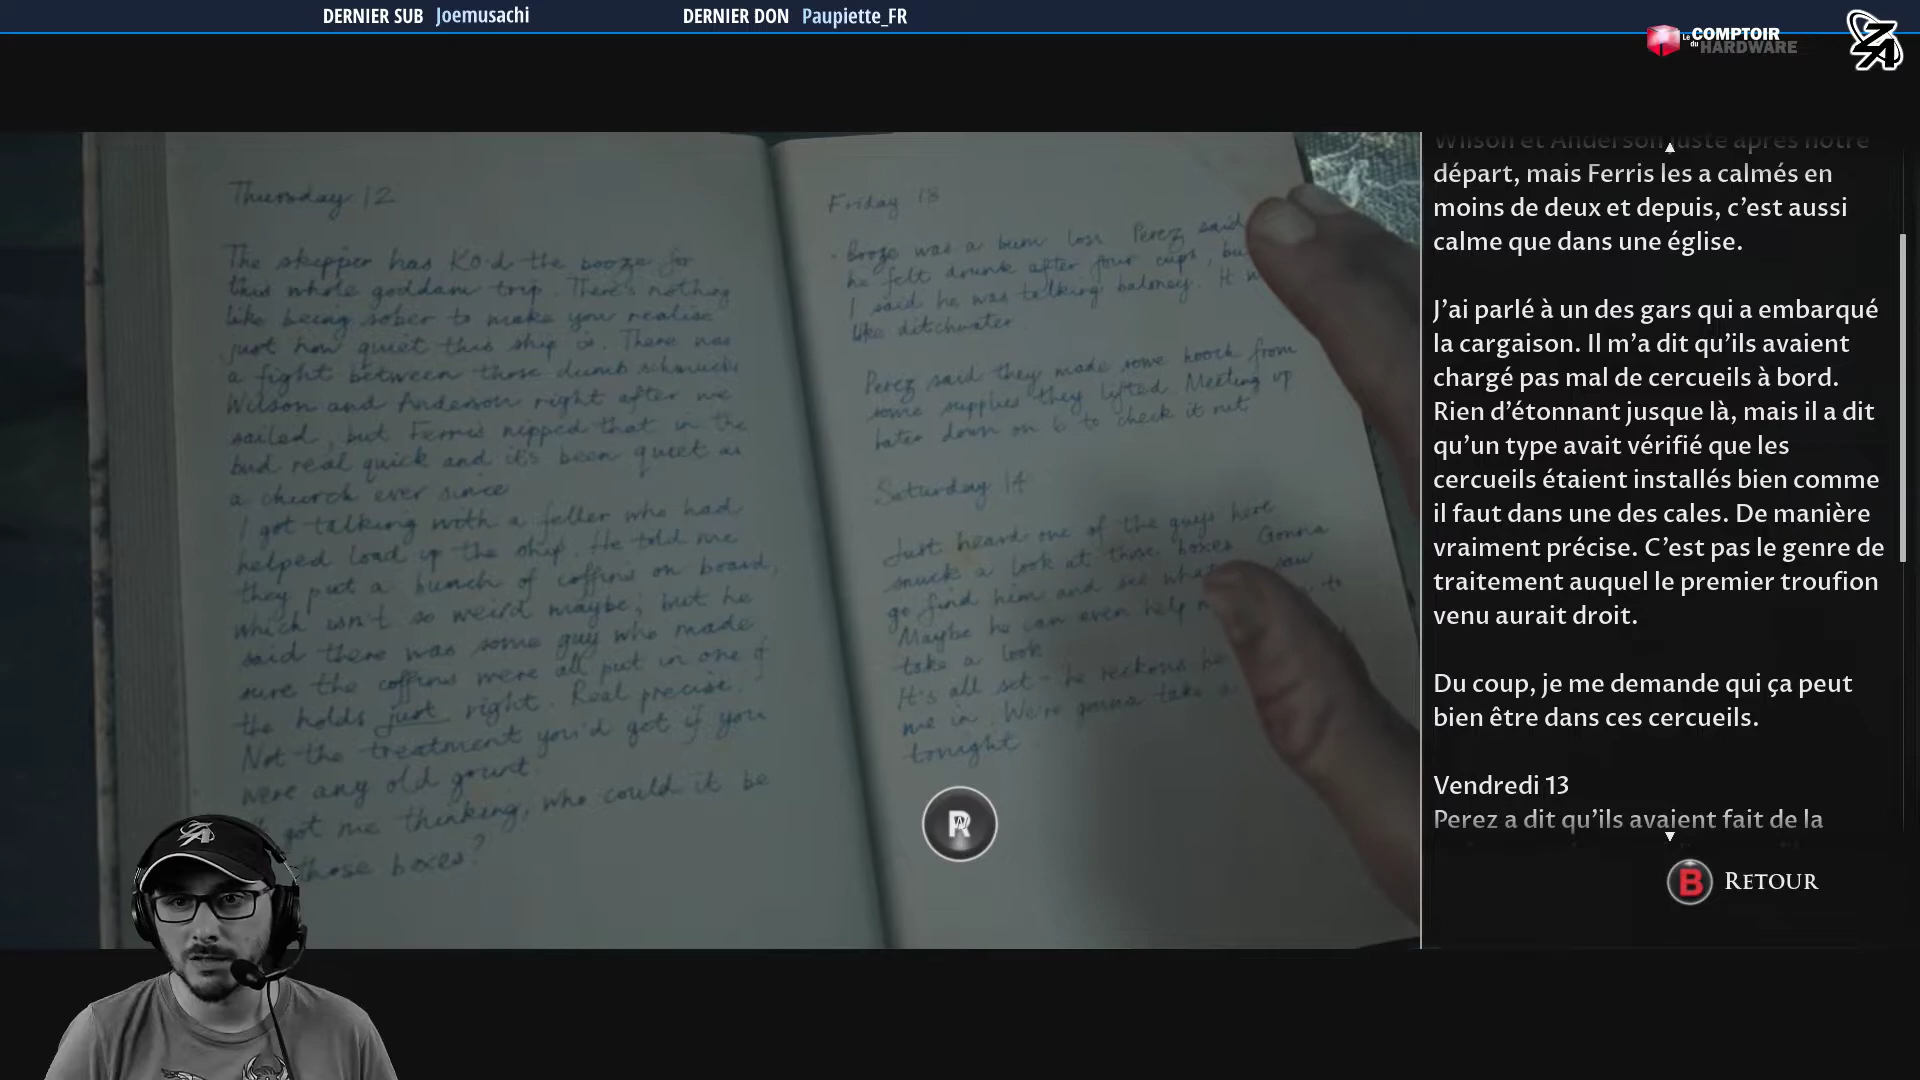 DERNIER SUB Joemusachi
DERNIER DON Paupiette_FR
Le COMPTOIR
du HARDWARE
ZA
Thursday 12
The skipper has KO'd the booze for
this whole goddam trip. There's nothing
like being sober to make you realise
just how quiet this ship is. There was
a fight between those dumb schmucks
Wilson and Anderson right after we
sailed, but Ferris nipped that in the
bud real quick and it's been quiet as
a church ever since
I got talking with a feller who had
helped load up the ship. He told me
they put a bunch of coffins on board,
which isn't so weird maybe, but he
said there was some guy who made
sure the coffins were all put in one of
the holds just right. Real precise.
Not the treatment you'd get if you
were any old grunt.
got me thinking, who could it be
those boxes?
Friday 13
Booze was a bum loss Perez said
he felt drunk after four cups, but
I said he was talking baloney. It
like ditchwater
Perez said they made some hooch from
some supplies they lifted. Meeting up
later down on 6 to check it out
Saturday 14
Just heard one of the guys here
snuck a look at those boxes Gonna
go find him and see what saw
Maybe he can even help to
take a look
It's all set - he reckons he
me in. We're gonna take a
tonight
R
Wilson et Anderson juste après notre
départ, mais Ferris les a calmés en
moins de deux et depuis, c'est aussi
calme que dans une église.
J'ai parlé à un des gars qui a embarqué
la cargaison. Il m'a dit qu'ils avaient
chargé pas mal de cercueils à bord.
Rien d'étonnant jusque là, mais il a dit
qu'un type avait vérifié que les
cercueils étaient installés bien comme
il faut dans une des cales. De manière
vraiment précise. C'est pas le genre de
traitement auquel le premier troufion
venu aurait droit.
Du coup, je me demande qui ça peut
bien être dans ces cercueils.
Vendredi 13
Perez a dit qu'ils avaient fait de la
B RETOUR
ZA